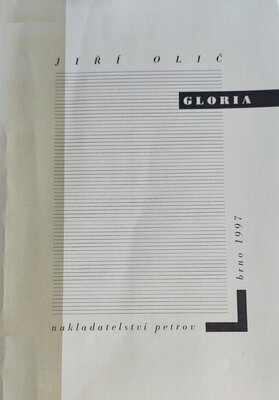 JIŘÍ OLIČ
GLORIA
brno 1997
nakladatelství petrov